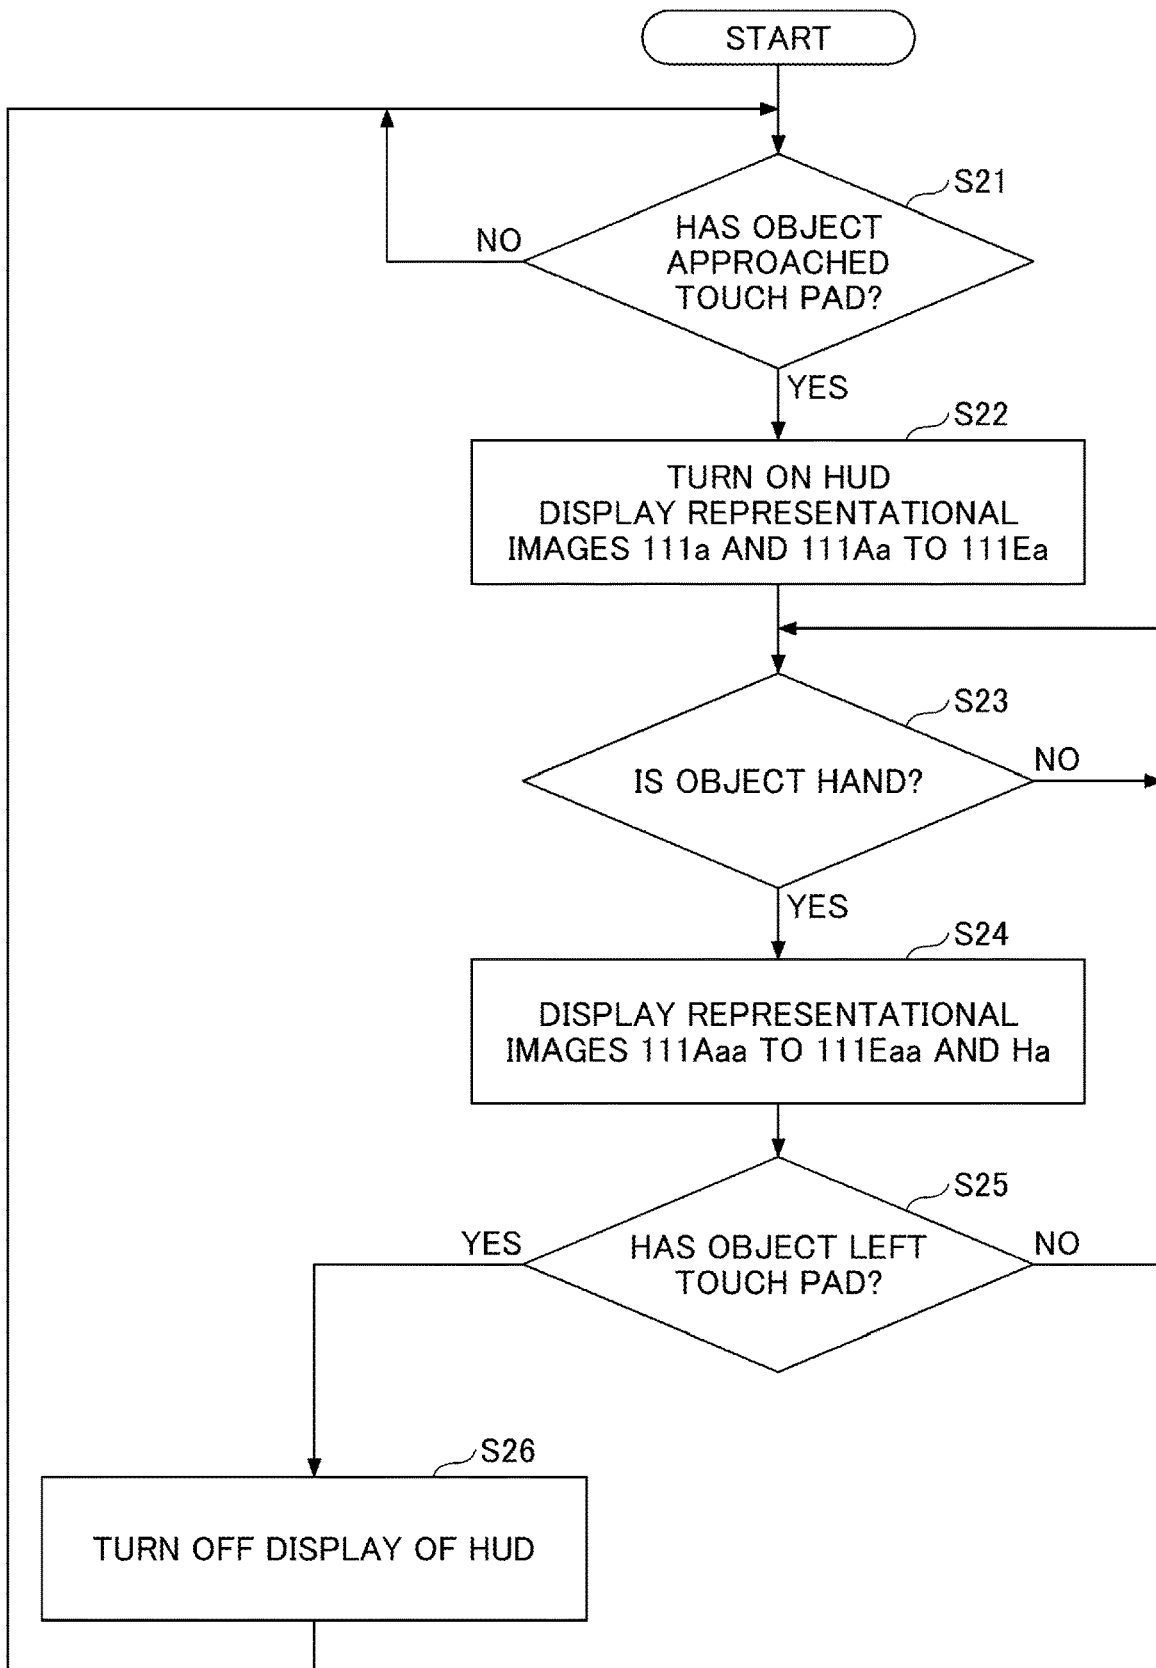 START
S21
HAS OBJECT
APPROACHED
TOUCH PAD?
NO
YES
S22
TURN ON HUD
DISPLAY REPRESENTATIONAL
IMAGES 111a AND 111Aa TO 111Ea
S23
IS OBJECT HAND?
NO
YES
S24
DISPLAY REPRESENTATIONAL
IMAGES 111Aaa TO 111Eaa AND Ha
S25
YES
HAS OBJECT LEFT
TOUCH PAD?
NO
S26
TURN OFF DISPLAY OF HUD